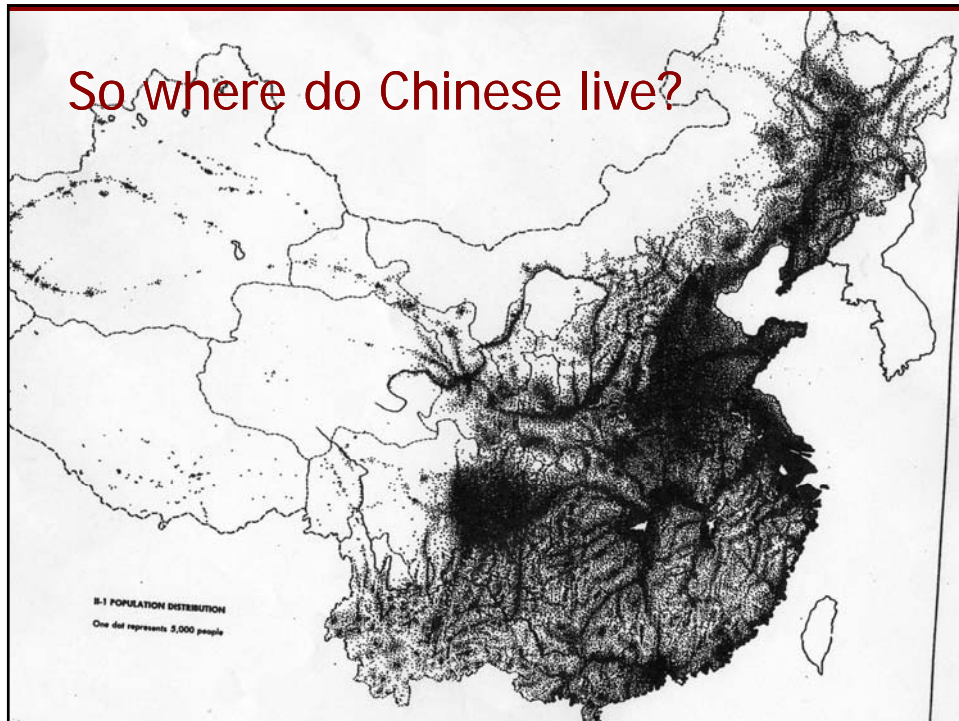 So where do Chinese live?
II-1 POPULATION DISTRIBUTION
One dot represents 5,000 people